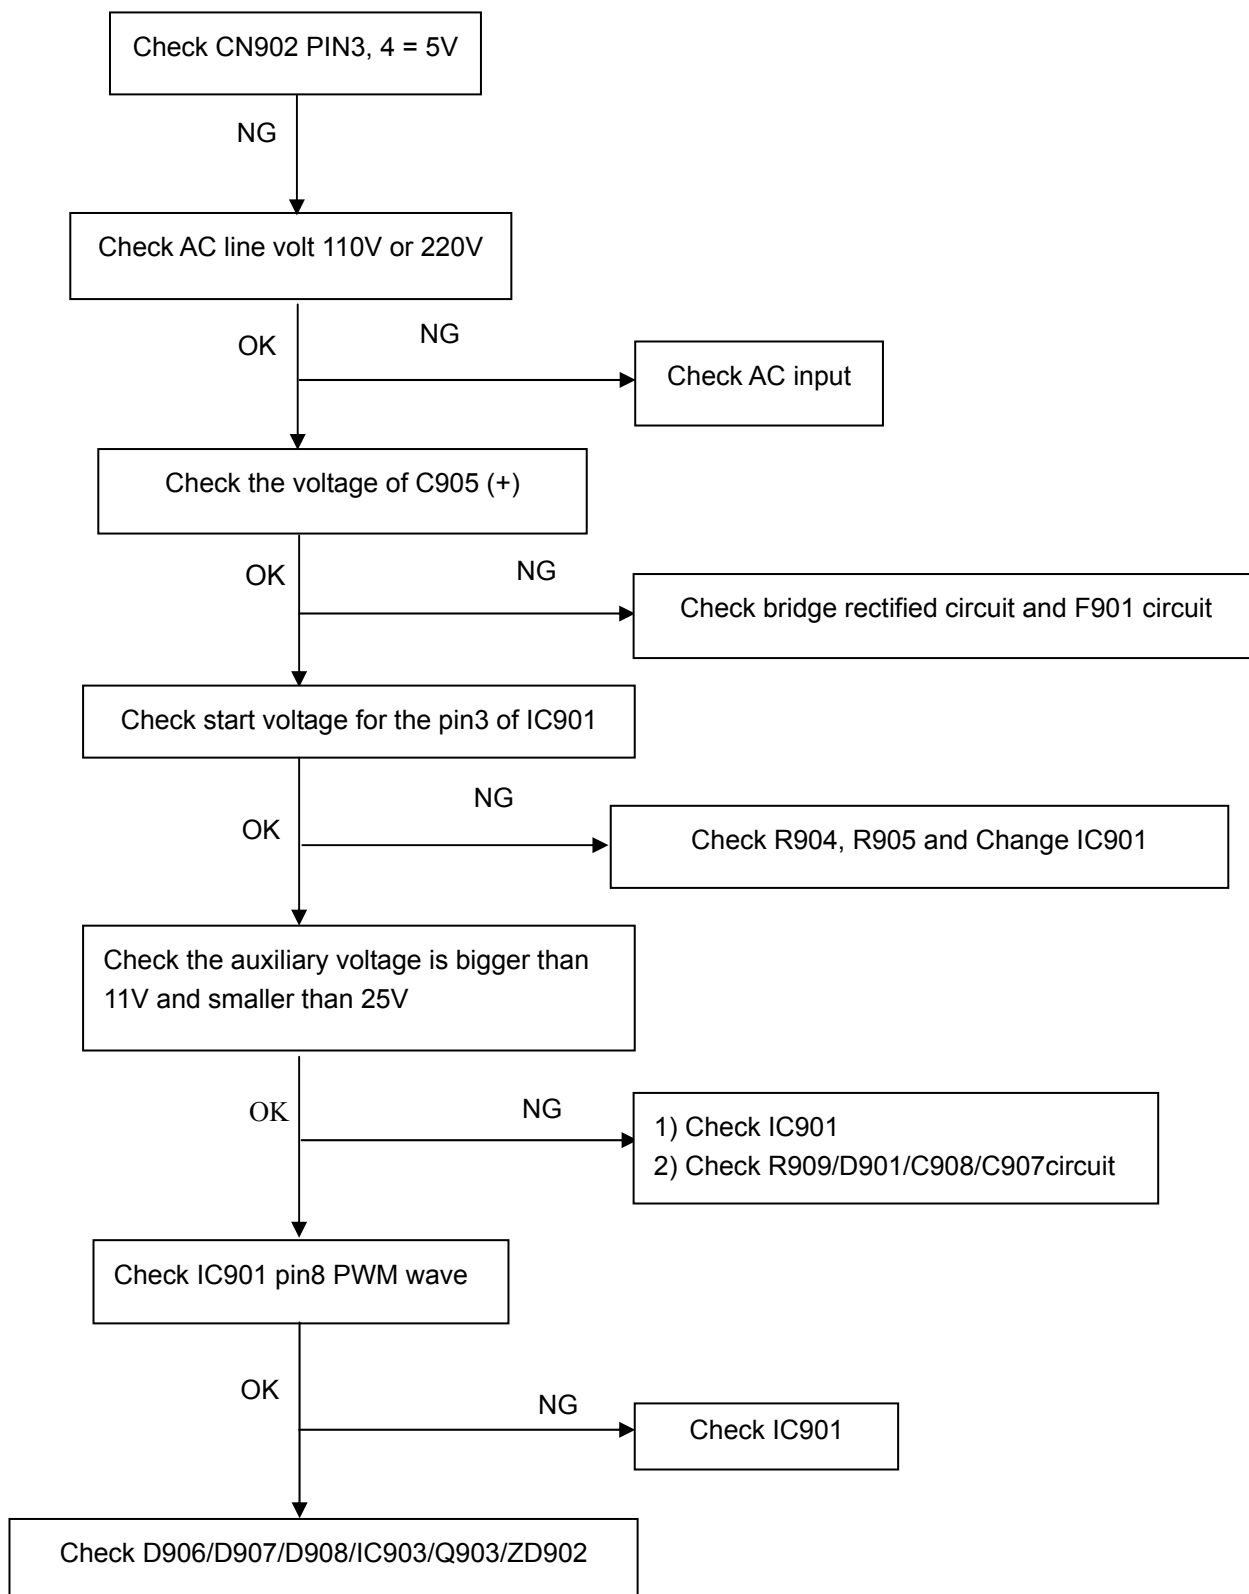 Check CN902 PIN3, 4 = 5V
NG
Check AC line volt 110V or 220V
OK
NG
Check AC input
Check the voltage of C905 (+)
OK
NG
Check bridge rectified circuit and F901 circuit
Check start voltage for the pin3 of IC901
OK
NG
Check R904, R905 and Change IC901
Check the auxiliary voltage is bigger than
11V and smaller than 25V
OK
NG
1) Check IC901
2) Check R909/D901/C908/C907circuit
Check IC901 pin8 PWM wave
OK
NG
Check IC901
Check D906/D907/D908/IC903/Q903/ZD902